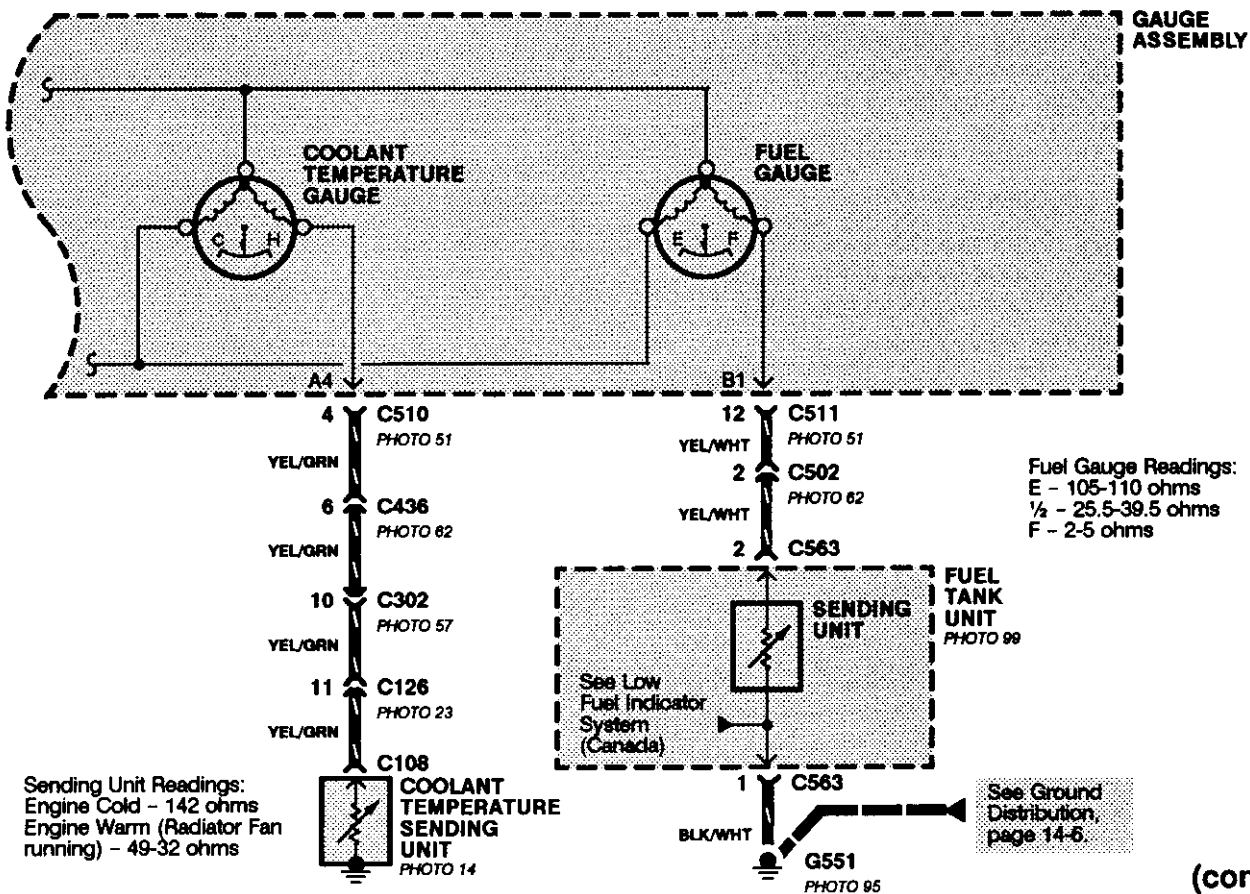 GAUGE
ASSEMBLY
COOLANT
TEMPERATURE
GAUGE
C H
FUEL
GAUGE
E F
A4
B1
4 C510
PHOTO 51
YEL/GRN
6 C436
PHOTO 62
YEL/GRN
10 C302
PHOTO 57
YEL/GRN
11 C126
PHOTO 23
YEL/GRN
C108
COOLANT
TEMPERATURE
SENDING
UNIT
PHOTO 14
Sending Unit Readings:
Engine Cold – 142 ohms
Engine Warm (Radiator Fan
running) – 49-32 ohms
12 C511
PHOTO 51
YEL/WHT
2 C502
PHOTO 62
YEL/WHT
2 C563
Fuel Gauge Readings:
E – 105-110 ohms
½ – 25.5-39.5 ohms
F – 2-5 ohms
FUEL
TANK
UNIT
PHOTO 99
SENDING
UNIT
See Low
Fuel Indicator
System
(Canada)
1 C563
BLK/WHT
G551
PHOTO 95
See Ground
Distribution,
page 14-6.
(cor